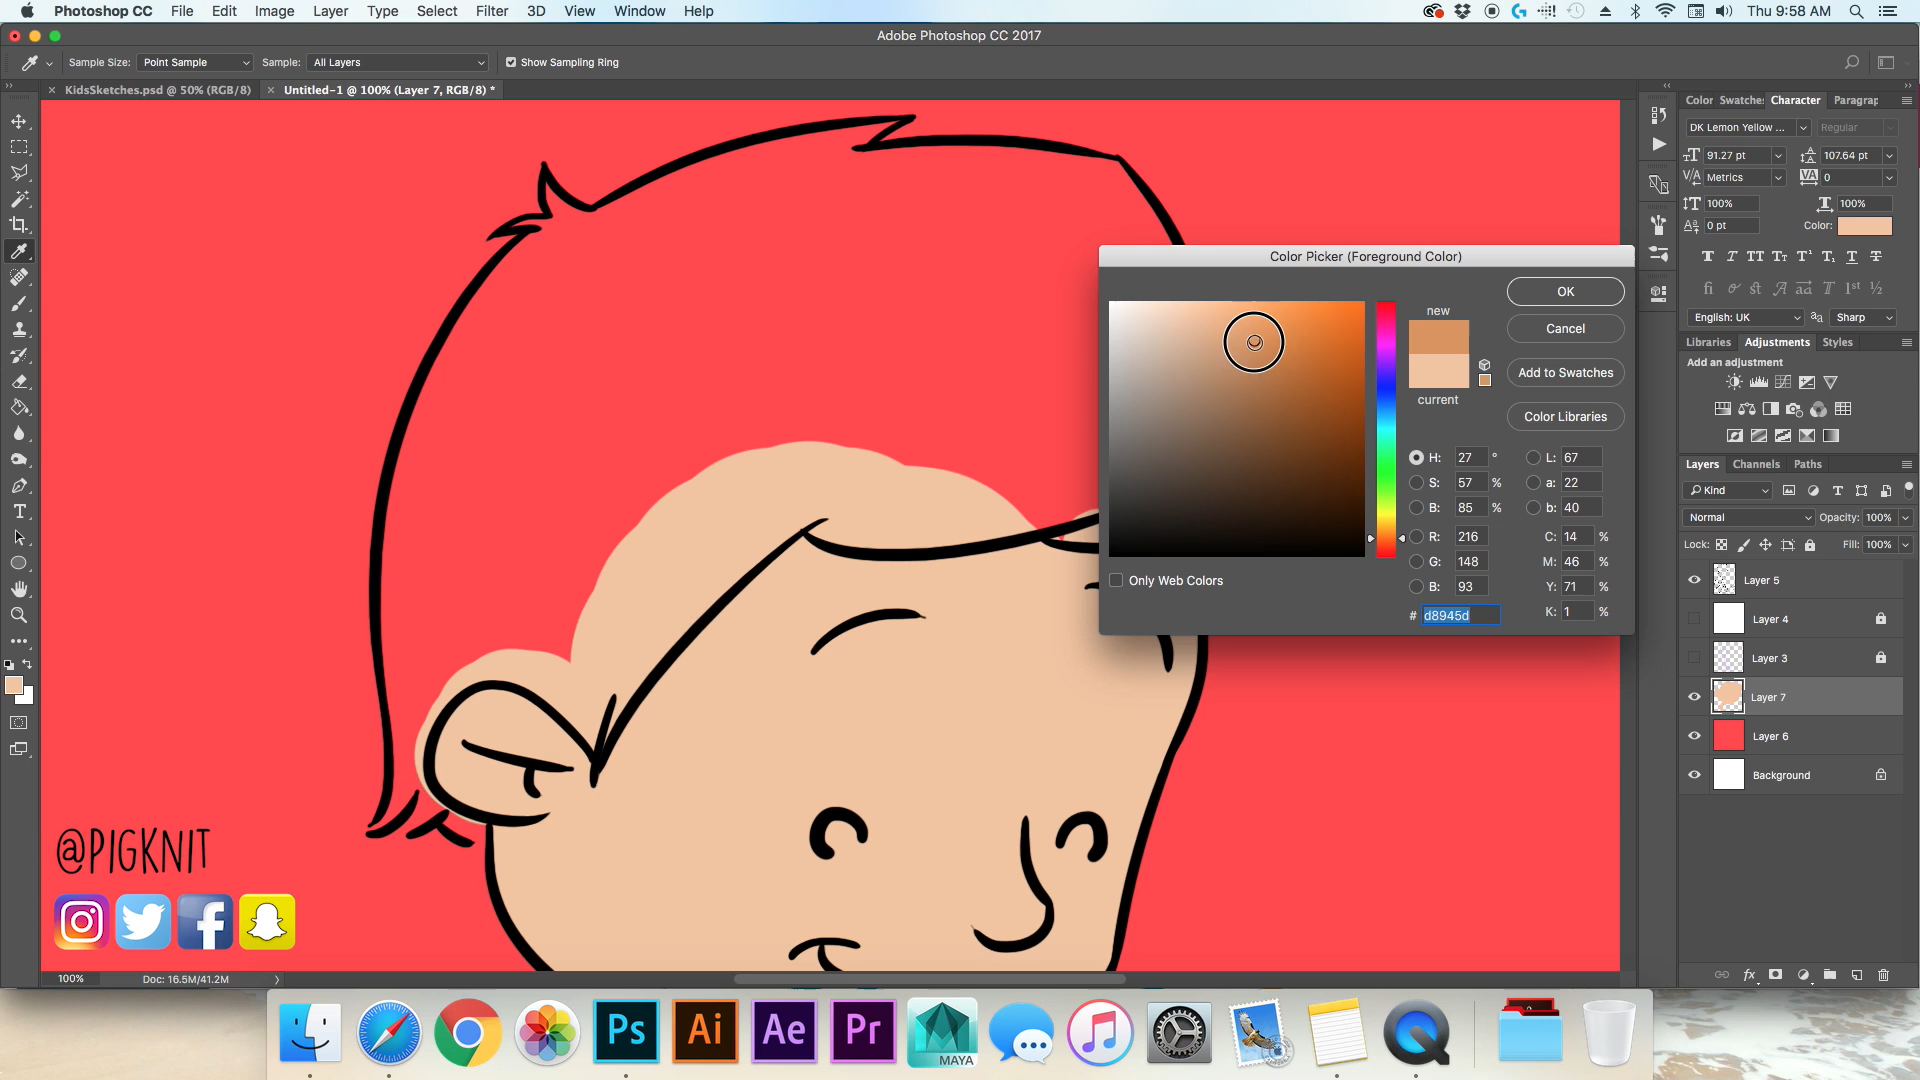 Photoshop CC File Edit Image Layer Type Select Filter 3D View Window Help Thu 9:58 AM
Adobe Photoshop CC 2017
Sample Size: Point Sample Sample: All Layers Show Sampling Ring
KidsSketches.psd @ 50% (RGB/8) Untitled-1 @ 100% (Layer 7, RGB/8) *
Color Swatche: Character Paragrap
DK Lemon Yellow ... Regular
91.27 pt 107.64 pt
Metrics 0
100% 100%
0 pt Color:
English: UK Sharp
Libraries Adjustments Styles
Add an adjustment
Layers Channels Paths
Kind
Normal Opacity: 100%
Lock: Fill: 100%
Layer 5
Layer 4
Layer 3
Layer 7
Layer 6
Background
Color Picker (Foreground Color)
new
current
OK
Cancel
Add to Swatches
Color Libraries
H: 27 ° L: 67
S: 57 % a: 22
B: 85 % b: 40
R: 216 C: 14 %
G: 148 M: 46 %
B: 93 Y: 71 %
# d8945d K: 1 %
Only Web Colors
@PIGKNIT
100% Doc: 16.5M/41.2M
Ps Ai Ae Pr MAYA